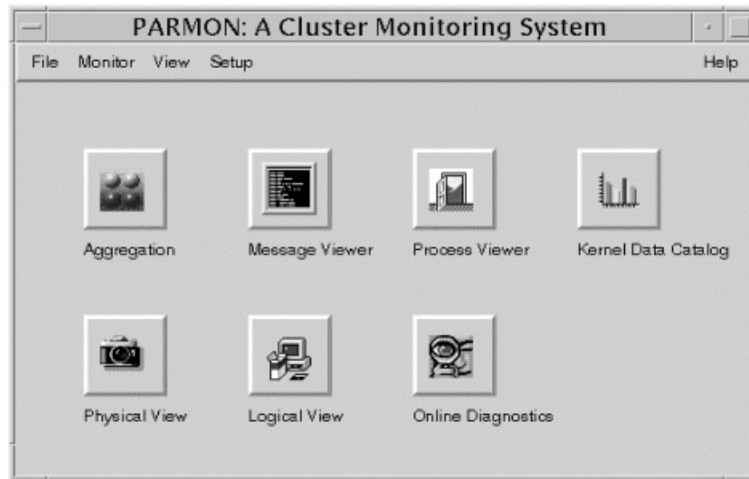 PARMON: A Cluster Monitoring System
File Monitor View Setup Help
Aggregation Message Viewer Process Viewer Kernel Data Catalog
Physical View Logical View Online Diagnostics